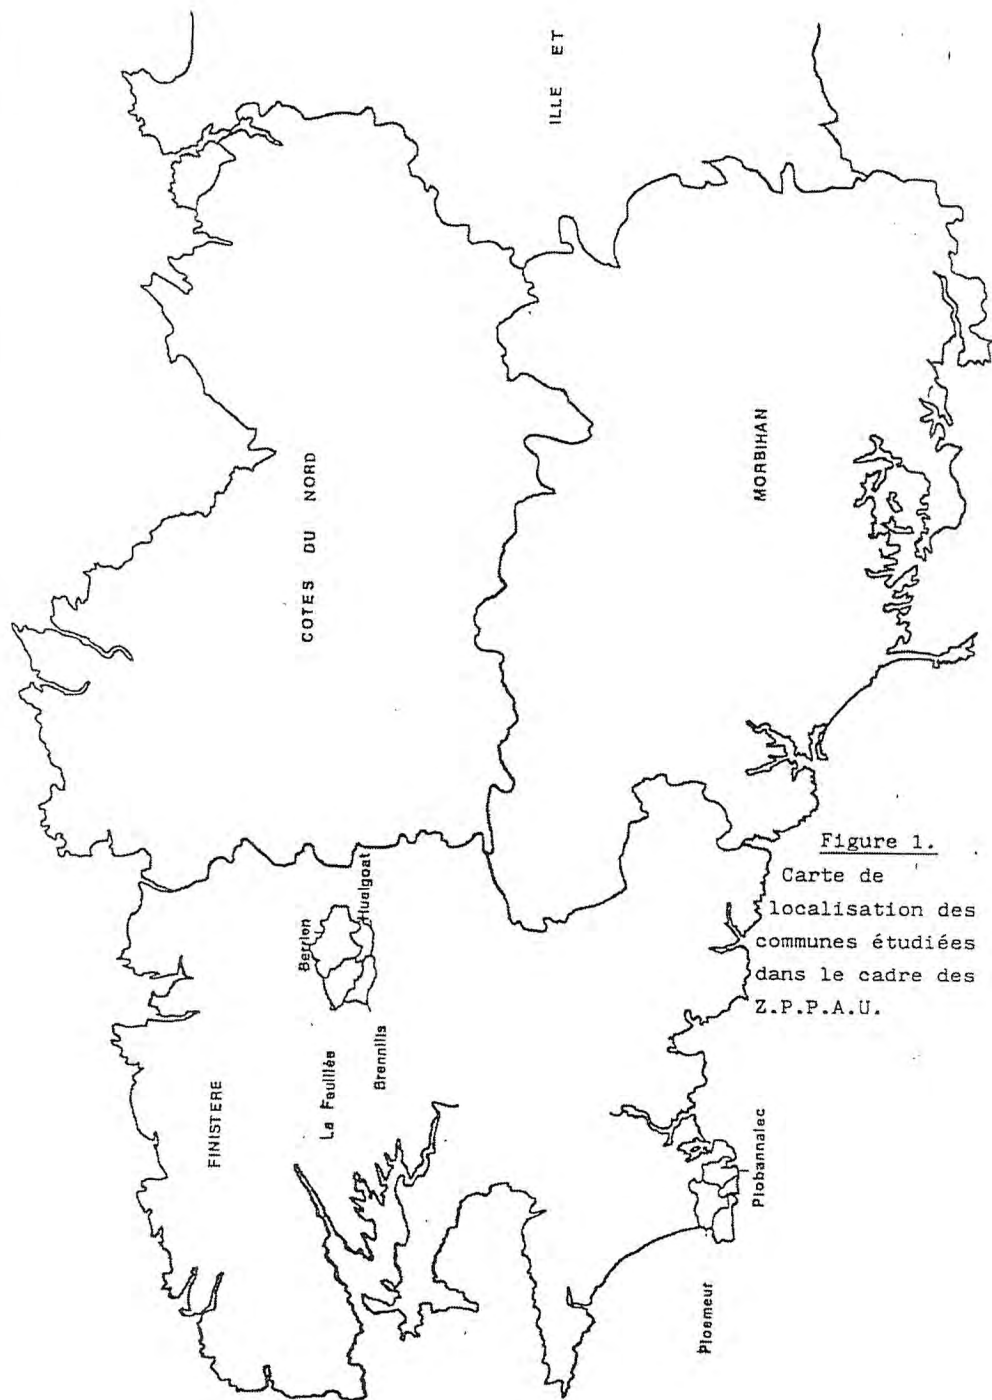 ILLE ET
COTES DU NORD
MORBIHAN
FINISTERE
Berrien
Huelgoat
La Feuillée
Brennilis
Ploemeur
Plobannalec
Figure 1.
Carte de
localisation des
communes étudiées
dans le cadre des
Z.P.P.A.U.